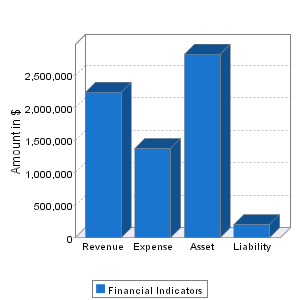 Amount in $
2,500,000
2,000,000
1,500,000
1,000,000
500,000
0
Revenue Expense Asset Liability
Financial Indicators